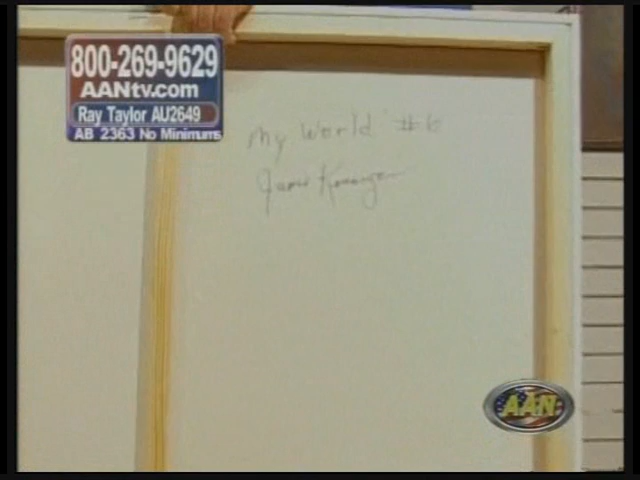 800-269-9629
AANtv.com
Ray Taylor AU2649
AB 2363 No Minimums
My World #6
AAN